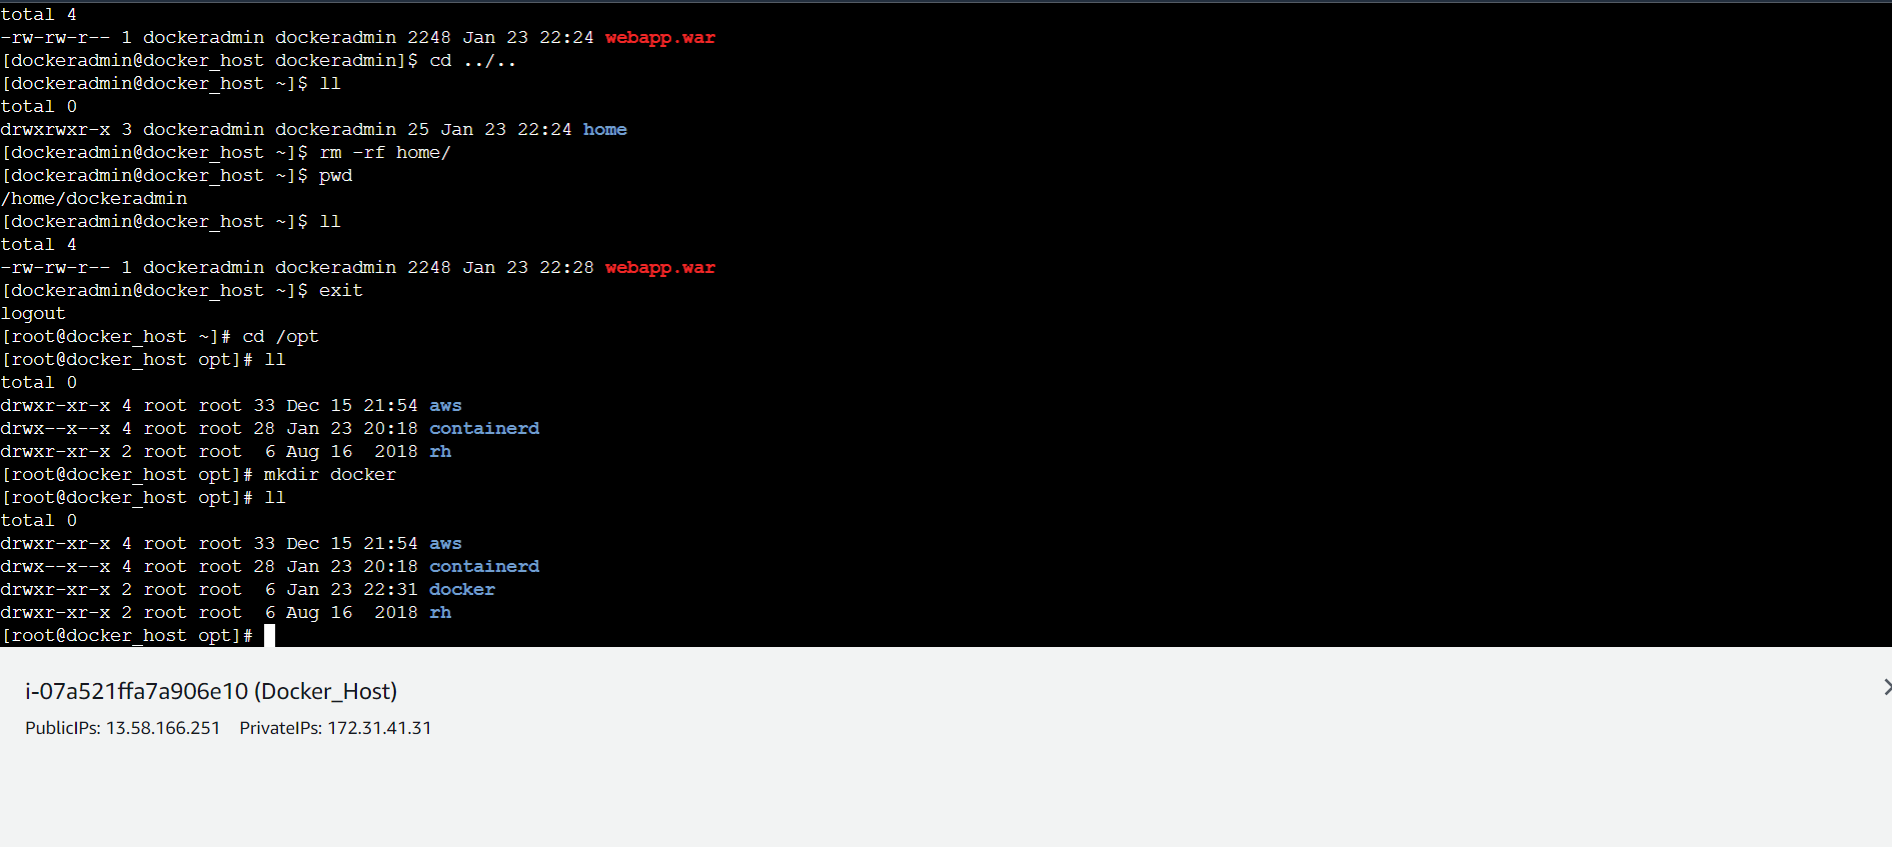 total 4
-rw-rw-r-- 1 dockeradmin dockeradmin 2248 Jan 23 22:24 webapp.war
[dockeradmin@docker_host dockeradmin]$ cd ../..
[dockeradmin@docker_host ~]$ ll
total 0
drwxrwxr-x 3 dockeradmin dockeradmin 25 Jan 23 22:24 home
[dockeradmin@docker_host ~]$ rm -rf home/
[dockeradmin@docker_host ~]$ pwd
/home/dockeradmin
[dockeradmin@docker_host ~]$ ll
total 4
-rw-rw-r-- 1 dockeradmin dockeradmin 2248 Jan 23 22:28 webapp.war
[dockeradmin@docker_host ~]$ exit
logout
[root@docker_host ~]# cd /opt
[root@docker_host opt]# ll
total 0
drwxr-xr-x 4 root root 33 Dec 15 21:54 aws
drwx--x--x 4 root root 28 Jan 23 20:18 containerd
drwxr-xr-x 2 root root  6 Aug 16  2018 rh
[root@docker_host opt]# mkdir docker
[root@docker_host opt]# ll
total 0
drwxr-xr-x 4 root root 33 Dec 15 21:54 aws
drwx--x--x 4 root root 28 Jan 23 20:18 containerd
drwxr-xr-x 2 root root  6 Jan 23 22:31 docker
drwxr-xr-x 2 root root  6 Aug 16  2018 rh
[root@docker_host opt]#
i-07a521ffa7a906e10 (Docker_Host)
PublicIPs: 13.58.166.251 PrivateIPs: 172.31.41.31